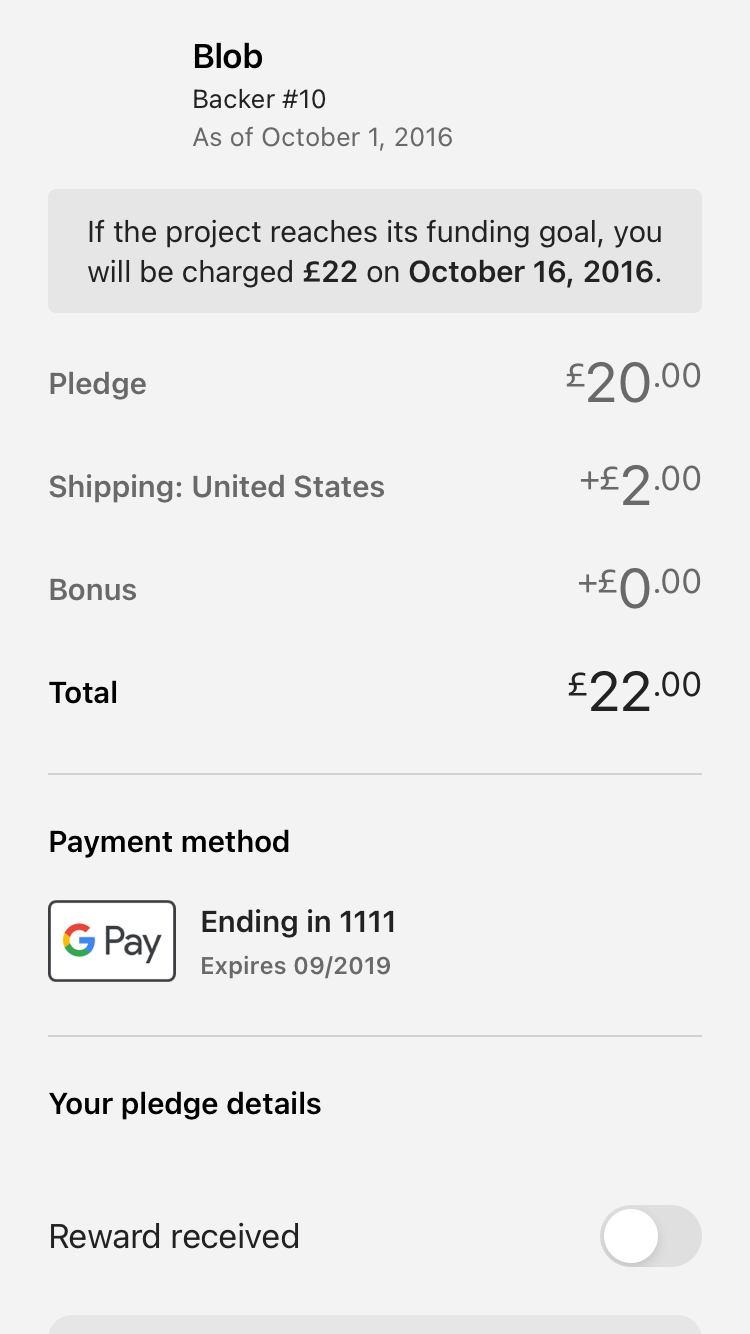 Blob
Backer #10
As of October 1, 2016
If the project reaches its funding goal, you
will be charged £22 on October 16, 2016.
Pledge £20.00
Shipping: United States +£2.00
Bonus +£0.00
Total £22.00
Payment method
G Pay Ending in 1111
Expires 09/2019
Your pledge details
Reward received